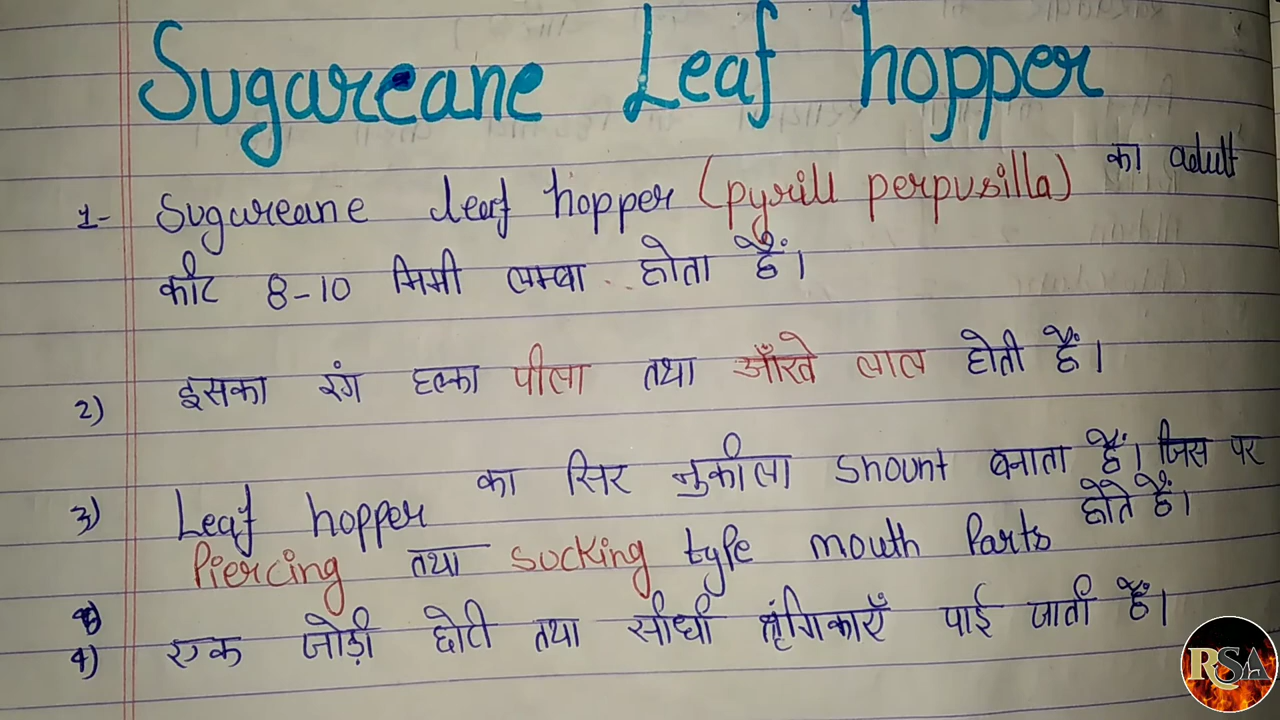 Sugarcane Leaf hopper
1- Sugarcane leaf hopper (pyrill perpusilla) का adult
कीट 8-10 मिमी लम्बा होता हैं।
2) इसका रंग हल्का पीला तथा आँखे लाल होती हैं।
3) Leaf hopper का सिर नुकीला shount बनाता हैं। जिस पर
Piercing तथा sucking type mouth Parts होते हैं।
4) एक जोड़ी छोटी तथा सीधी श्रृंगिकाएँ पाई जाती हैं।
RSA